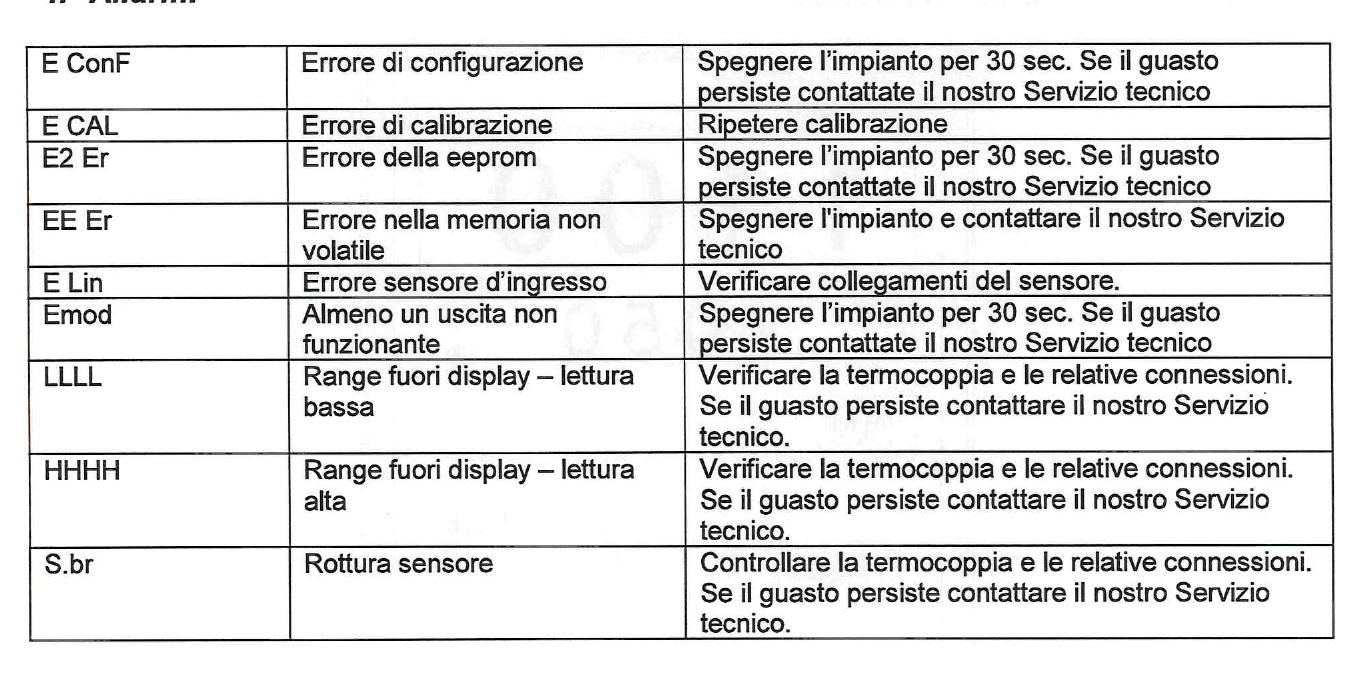 E ConF
Errore di configurazione
Spegnere l'impianto per 30 sec. Se il guasto
persiste contattate il nostro Servizio tecnico
E CAL
Errore di calibrazione
Ripetere calibrazione
E2 Er
Errore della eeprom
Spegnere l'impianto per 30 sec. Se il guasto
persiste contattate il nostro Servizio tecnico
EE Er
Errore nella memoria non
volatile
Spegnere l'impianto e contattare il nostro Servizio
tecnico
E Lin
Errore sensore d'ingresso
Verificare collegamenti del sensore.
Emod
Almeno un uscita non
funzionante
Spegnere l'impianto per 30 sec. Se il guasto
persiste contattate il nostro Servizio tecnico
LLLL
Range fuori display – lettura
bassa
Verificare la termocoppia e le relative connessioni.
Se il guasto persiste contattare il nostro Servizio
tecnico.
HHHH
Range fuori display – lettura
alta
Verificare la termocoppia e le relative connessioni.
Se il guasto persiste contattare il nostro Servizio
tecnico.
S.br
Rottura sensore
Controllare la termocoppia e le relative connessioni.
Se il guasto persiste contattare il nostro Servizio
tecnico.